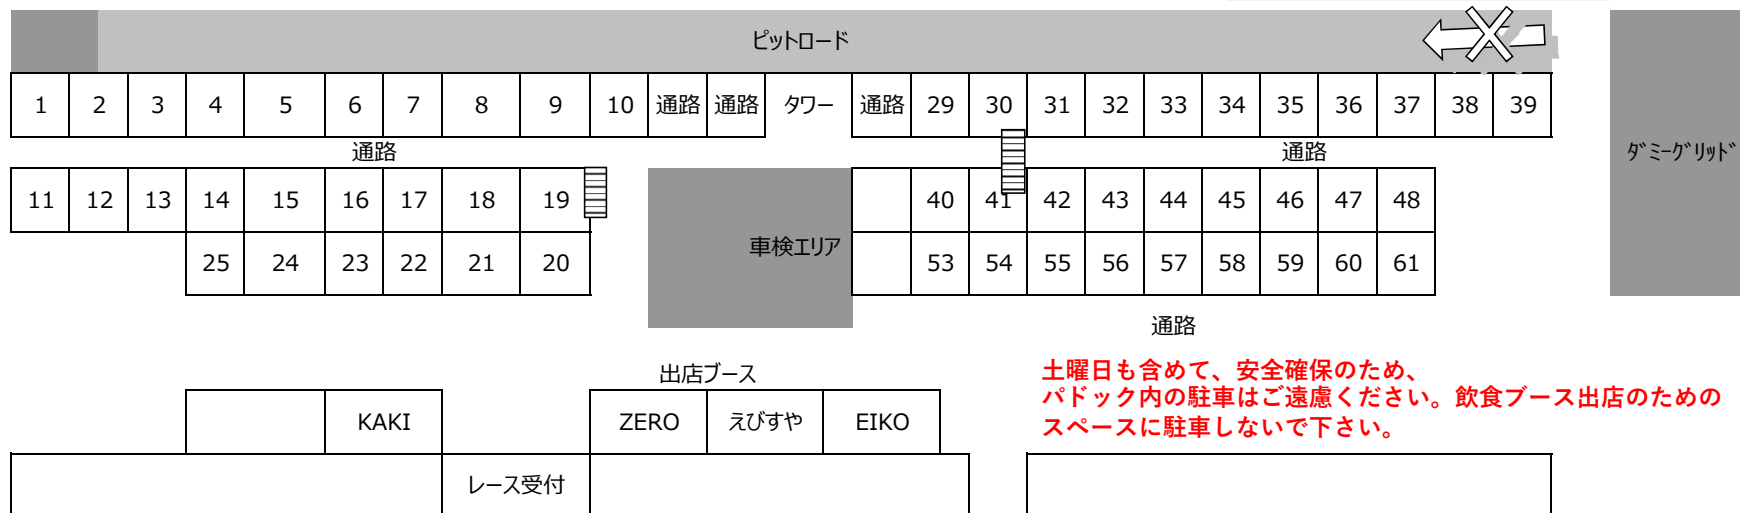 ピットロード
1 2 3 4 5 6 7 8 9 10 通路 通路 タワー 通路 29 30 31 32 33 34 35 36 37 38 39
通路 通路
ダミーグリッド
11 12 13 14 15 16 17 18 19 40 41 42 43 44 45 46 47 48
車検エリア
25 24 23 22 21 20 53 54 55 56 57 58 59 60 61
通路
出店ブース
土曜日も含めて、安全確保のため、
パドック内の駐車はご遠慮ください。飲食ブース出店のための
スペースに駐車しないで下さい。
KAKI ZERO えびすや EIKO
レース受付